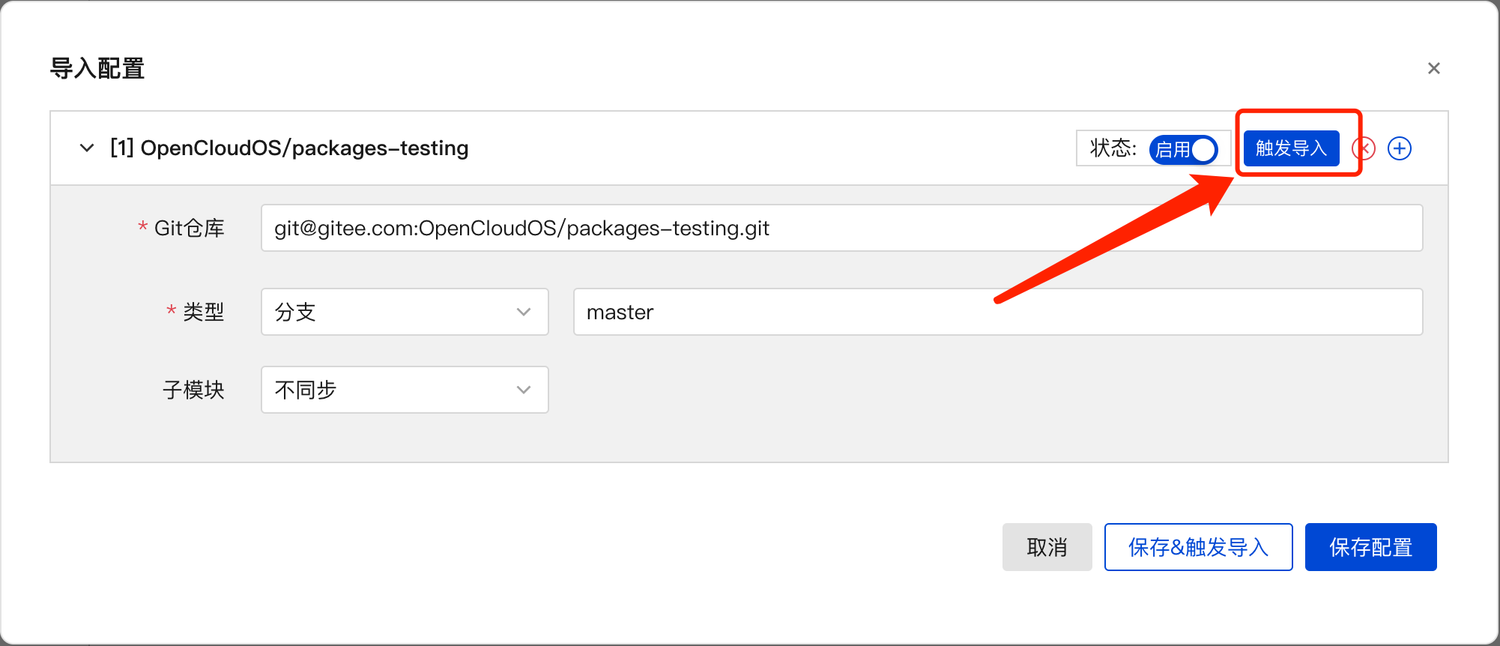 导入配置
[1] OpenCloudOS/packages-testing
状态: 启用 触发导入
* Git仓库 git@gitee.com:OpenCloudOS/packages-testing.git
* 类型 分支 master
子模块 不同步
取消 保存&触发导入 保存配置